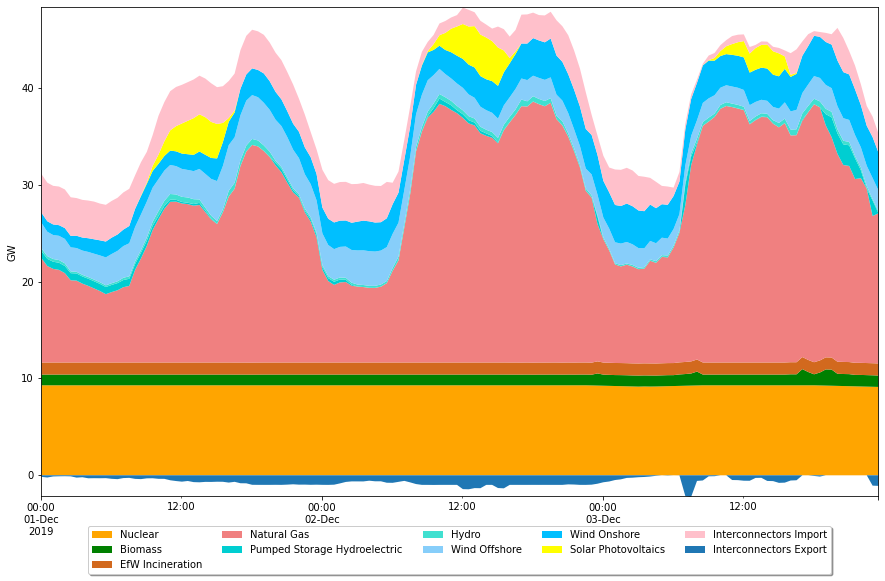 40
30
GW
20
10
0
00:00 12:00 00:00 12:00 00:00 12:00
01-Dec 02-Dec 03-Dec
2019
Nuclear Natural Gas Hydro Wind Onshore Interconnectors Import
Biomass Pumped Storage Hydroelectric Wind Offshore Solar Photovoltaics Interconnectors Export
EfW Incineration